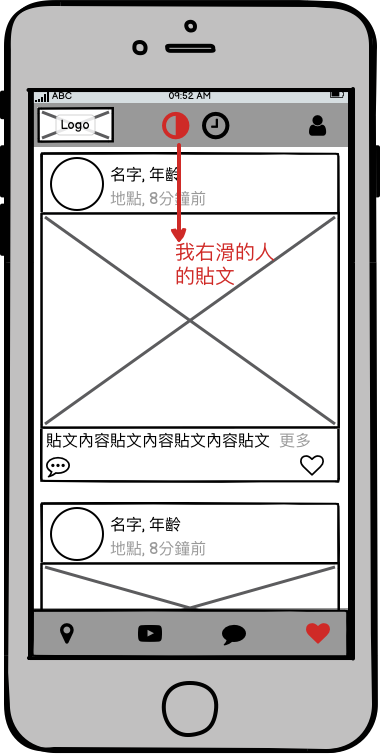 ABC 09:52 AM
Logo
名字, 年齡
地點, 8分鐘前
我右滑的人
的貼文
貼文內容貼文內容貼文內容貼文 更多
名字, 年齡
地點, 8分鐘前